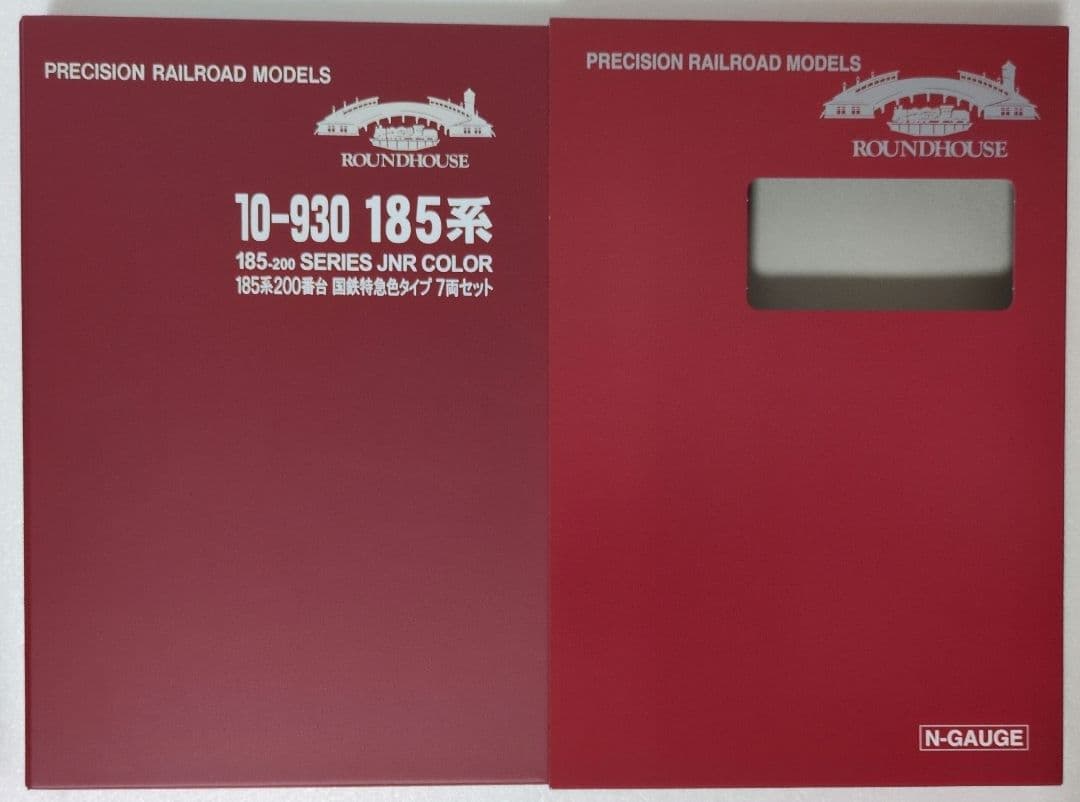 PRECISION RAILROAD MODELS
ROUNDHOUSE
10-930 185系
185-200 SERIES JNR COLOR
185系200番台 国鉄特急色タイプ 7両セット
PRECISION RAILROAD MODELS
ROUNDHOUSE
N-GAUGE